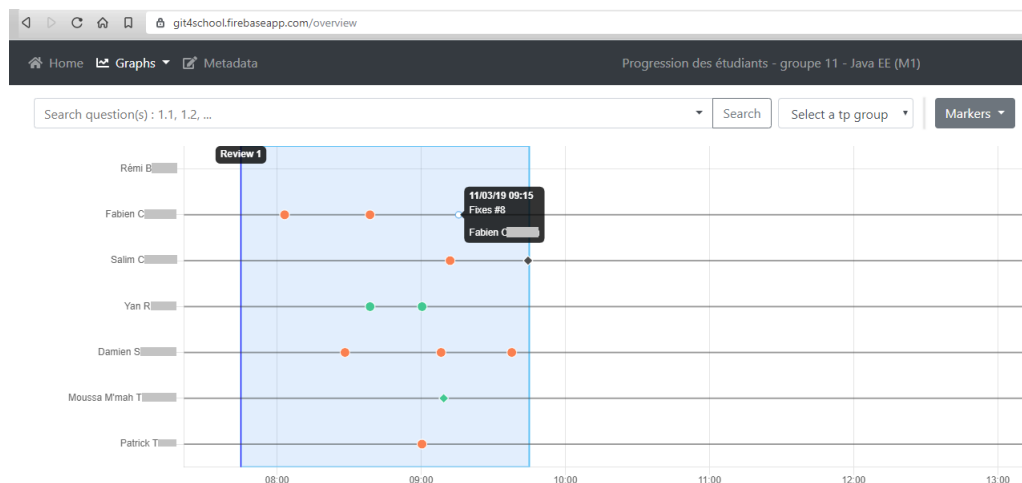 git4school.firebaseapp.com/overview
Home Graphs Metadata Progression des étudiants - groupe 11 - Java EE (M1)
Search question(s) : 1.1, 1.2, ... Search Select a tp group Markers
Review 1
Rémi B
11/03/19 09:15
Fabien C
Fixes #8
Fabien C
Salim C
Yan R
Damien S
Moussa M'mah T
Patrick T
08:00 09:00 10:00 11:00 12:00 13:00